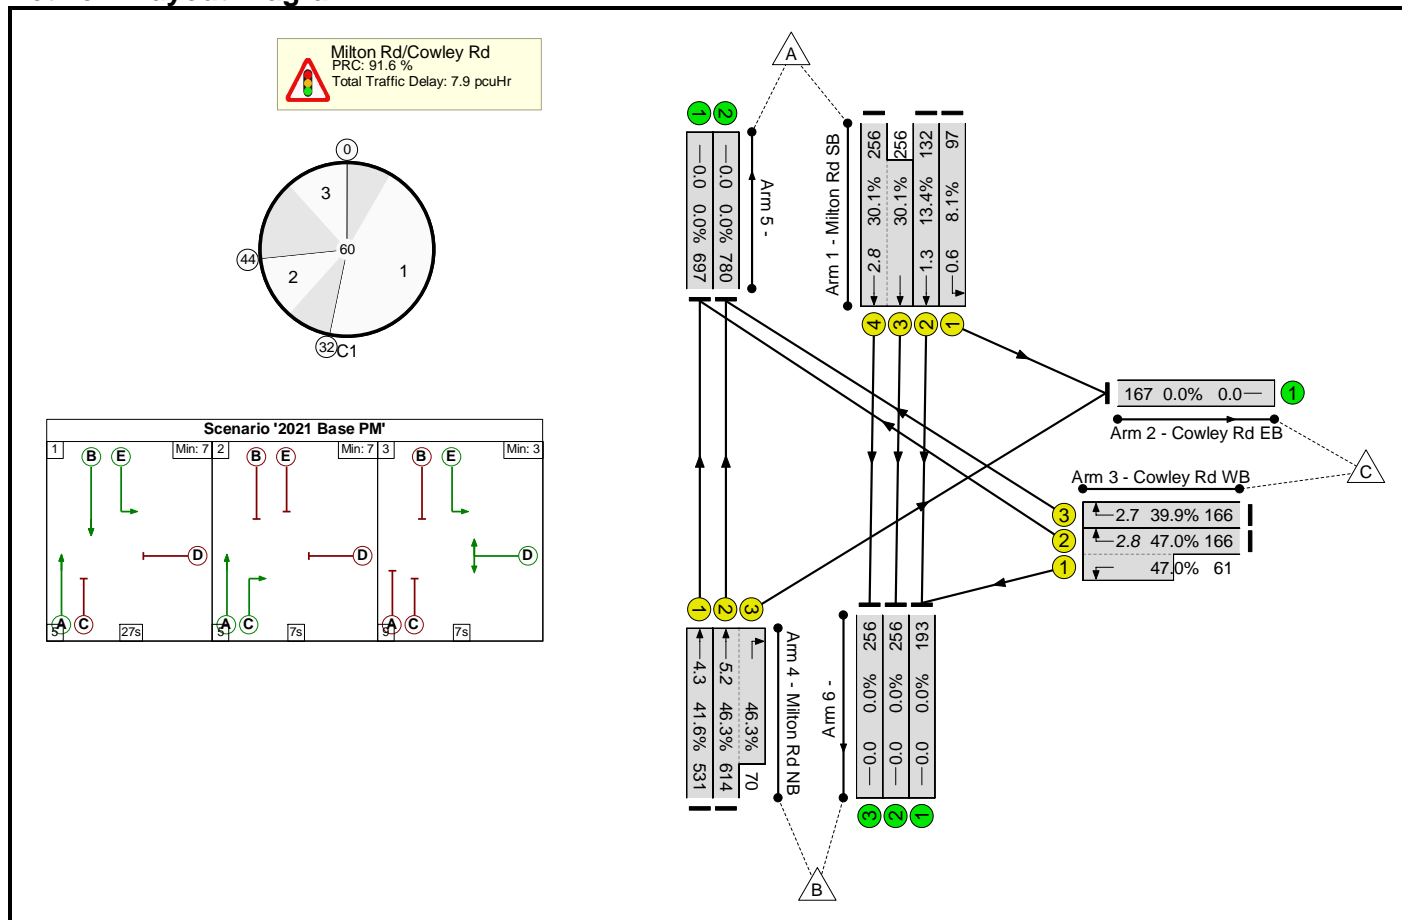 Milton Rd/Cowley Rd
PRC: 91.6 %
Total Traffic Delay: 7.9 pcuHr
0
3
60
44
2
1
32
C1
Scenario '2021 Base PM'
1
B
E
Min: 7
D
A
C
5
27s
2
B
E
Min: 7
D
A
C
5
7s
3
B
E
Min: 3
D
A
C
9
7s
A
1
2
0.0 0.0% 697
0.0 0.0% 780
Arm 5 -
Arm 1 - Milton Rd SB
2.8 30.1% 256
30.1% 256
1.3 13.4% 132
0.6 8.1% 97
4
3
2
1
167 0.0% 0.0
1
Arm 2 - Cowley Rd EB
C
Arm 3 - Cowley Rd WB
3
2.7 39.9% 166
2
2.8 47.0% 166
1
47.0% 61
1
2
3
4.3 41.6% 531
5.2 46.3% 614
46.3% 70
Arm 4 - Milton Rd NB
Arm 6 -
256 0.0% 0.0
256 0.0% 0.0
193 0.0% 0.0
3
2
1
B